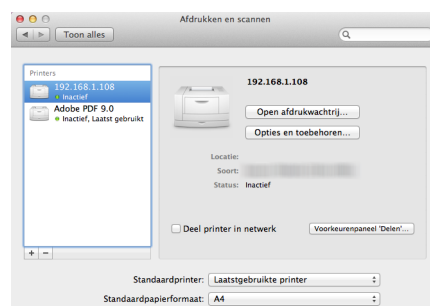 Afdrukken en scannen
Toon alles
Printers
192.168.1.108
Inactief
Adobe PDF 9.0
Inactief, Laatst gebruikt
192.168.1.108
Open afdrukwachtrij...
Opties en toebehoren...
Locatie:
Soort:
Status: Inactief
Deel printer in netwerk
Voorkeurenpaneel 'Delen'...
+ −
Standaardprinter: Laatstgebruikte printer
Standaardpapierformaat: A4